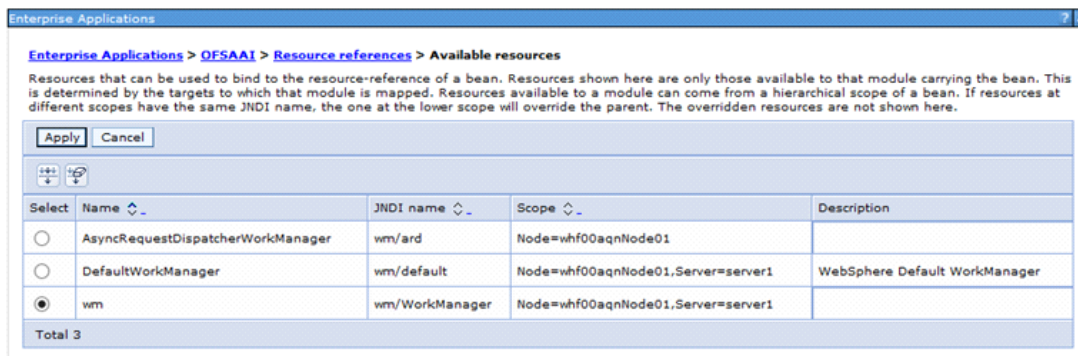 Enterprise Applications ?
Enterprise Applications > OFSAAI > Resource references > Available resources
Resources that can be used to bind to the resource-reference of a bean. Resources shown here are only those available to that module carrying the bean. This
is determined by the targets to which that module is mapped. Resources available to a module can come from a hierarchical scope of a bean. If resources at
different scopes have the same JNDI name, the one at the lower scope will override the parent. The overridden resources are not shown here.
Apply Cancel
Select Name JNDI name Scope Description
AsyncRequestDispatcherWorkManager wm/ard Node=whf00aqnNode01
DefaultWorkManager wm/default Node=whf00aqnNode01,Server=server1 WebSphere Default WorkManager
wm wm/WorkManager Node=whf00aqnNode01,Server=server1
Total 3